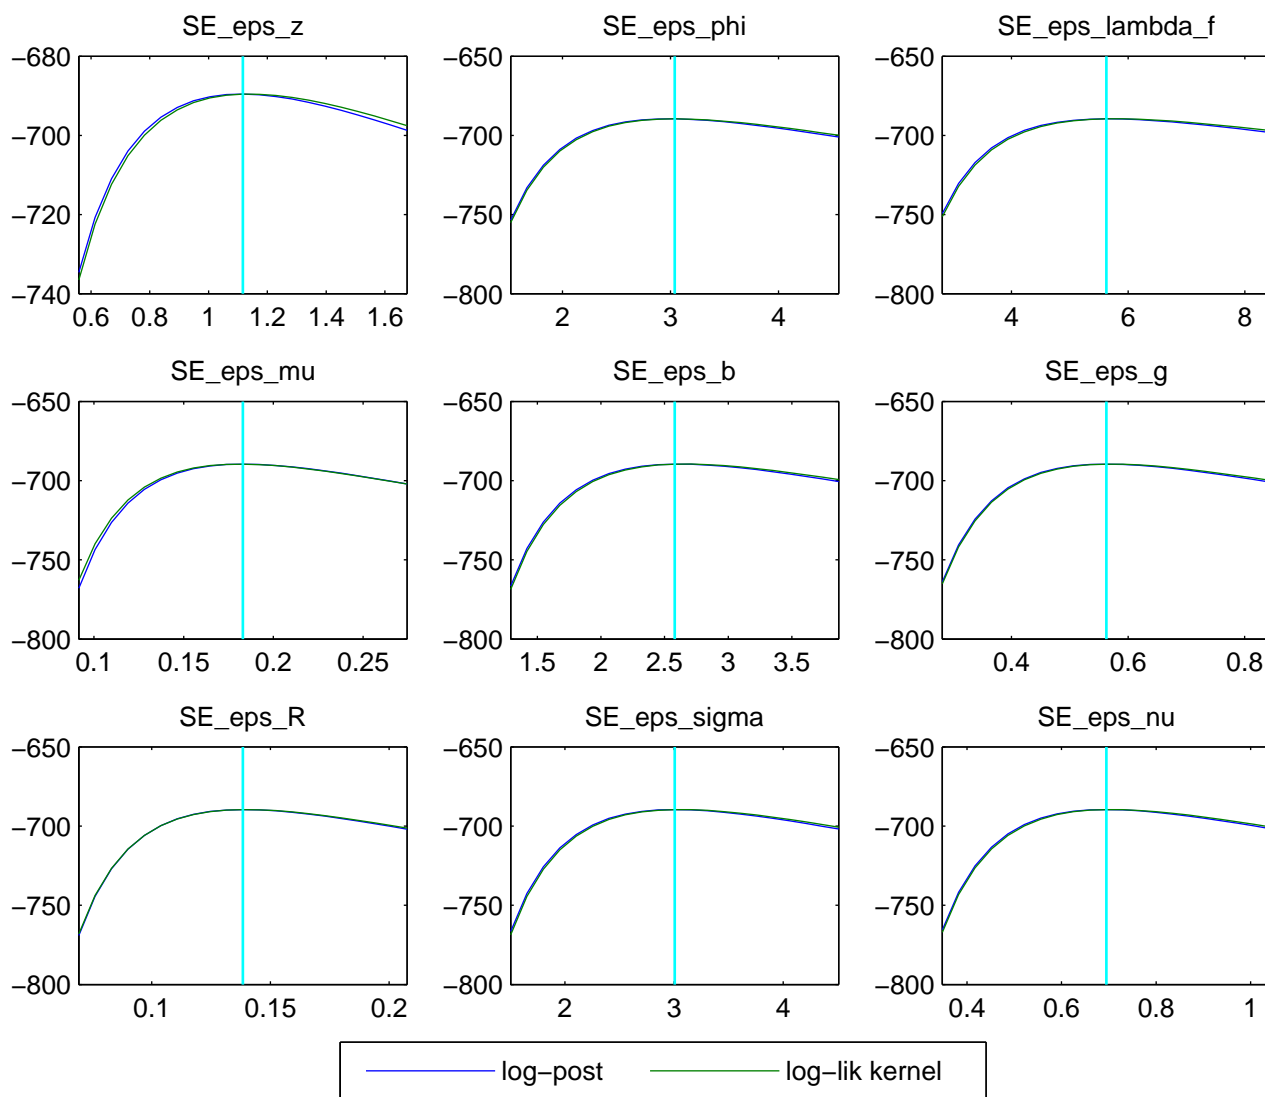 SE_eps_z
SE_eps_phi
SE_eps_lambda_f
−680
−700
−720
−740
0.6 0.8 1 1.2 1.4 1.6
−650
−700
−750
−800
2 3 4
−650
−700
−750
−800
4 6 8
SE_eps_mu
SE_eps_b
SE_eps_g
−650
−700
−750
−800
0.1 0.15 0.2 0.25
−650
−700
−750
−800
1.5 2 2.5 3 3.5
−650
−700
−750
−800
0.4 0.6 0.8
SE_eps_R
SE_eps_sigma
SE_eps_nu
−650
−700
−750
−800
0.1 0.15 0.2
−650
−700
−750
−800
2 3 4
−650
−700
−750
−800
0.4 0.6 0.8 1
log−post log−lik kernel